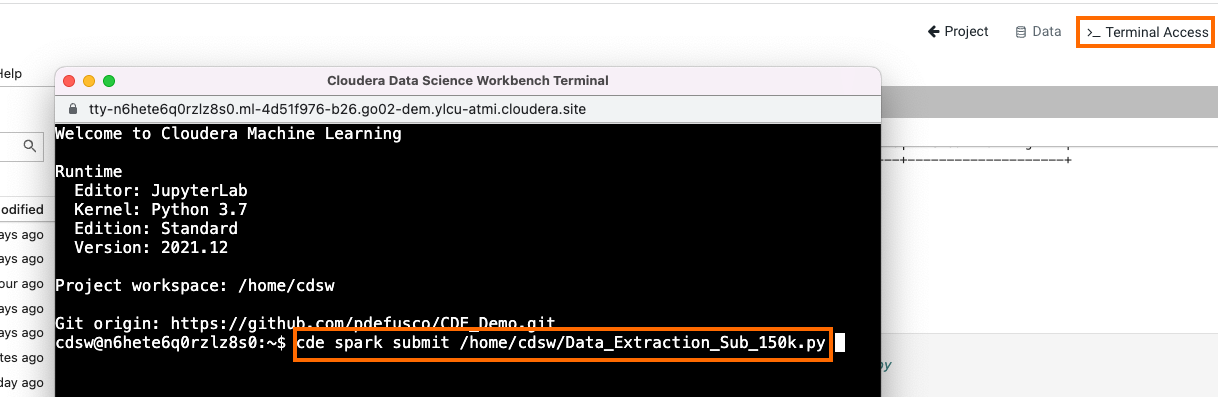 Project Data >_ Terminal Access
Help
Cloudera Data Science Workbench Terminal
tty-n6hete6q0rzlz8s0.ml-4d51f976-b26.go02-dem.ylcu-atmi.cloudera.site
Welcome to Cloudera Machine Learning
Runtime
Editor: JupyterLab
Kernel: Python 3.7
Edition: Standard
Version: 2021.12
Project workspace: /home/cdsw
Git origin: https://github.com/pdefusco/CDE_Demo.git
cdsw@n6hete6q0rzlz8s0:~$ cde spark submit /home/cdsw/Data_Extraction_Sub_150k.py
odified
ays ago
ays ago
our ago
ays ago
ays ago
tes ago
day ago
py